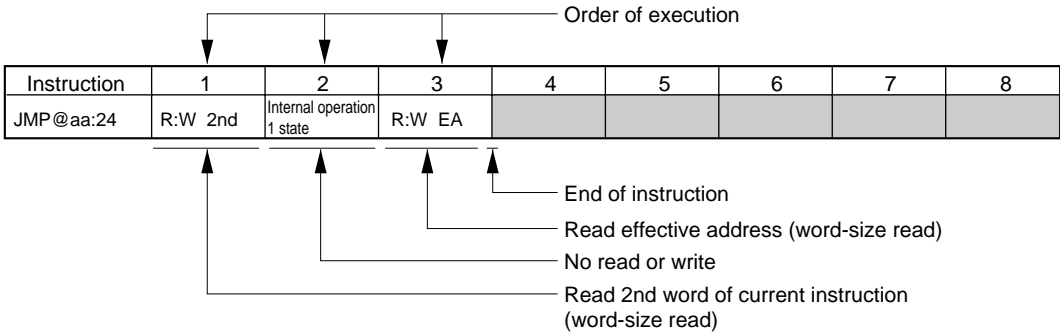 Order of execution
Instruction 1 2 3 4 5 6 7 8
JMP@aa:24 R:W 2nd Internal operation R:W EA
1 state
End of instruction
Read effective address (word-size read)
No read or write
Read 2nd word of current instruction
(word-size read)